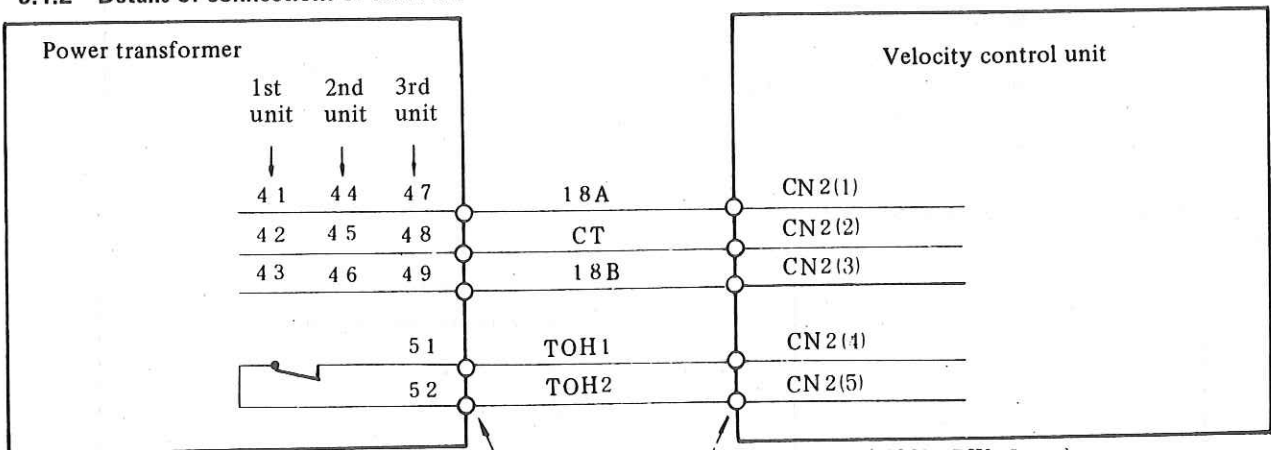 Power transformer
Velocity control unit
1st 2nd 3rd
unit unit unit
41 44 47 18A CN2(1)
42 45 48 CT CN2(2)
43 46 49 18B CN2(3)
51 TOH1 CN2(4)
52 TOH2 CN2(5)